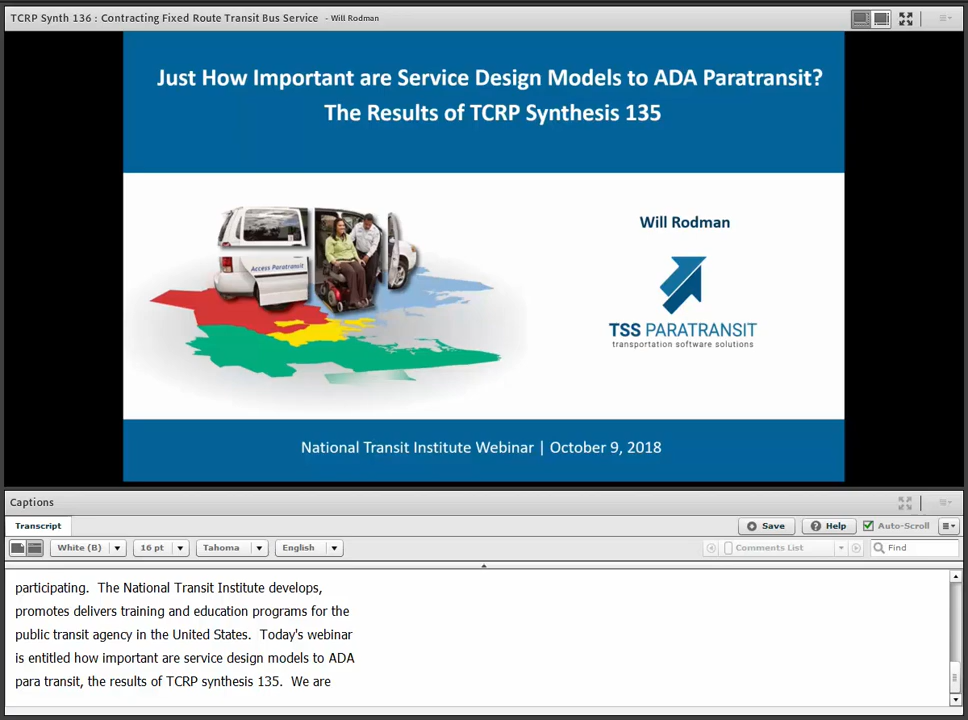 TCRP Synth 136 : Contracting Fixed Route Transit Bus Service - Will Rodman
Just How Important are Service Design Models to ADA Paratransit?
The Results of TCRP Synthesis 135
Access Paratransit
Will Rodman
TSS PARATRANSIT
transportation software solutions
National Transit Institute Webinar | October 9, 2018
Captions
Transcript
Save
Help
Auto-Scroll
White (B)
16 pt
Tahoma
English
Comments List
Find
participating. The National Transit Institute develops,
promotes delivers training and education programs for the
public transit agency in the United States. Today's webinar
is entitled how important are service design models to ADA
para transit, the results of TCRP synthesis 135. We are